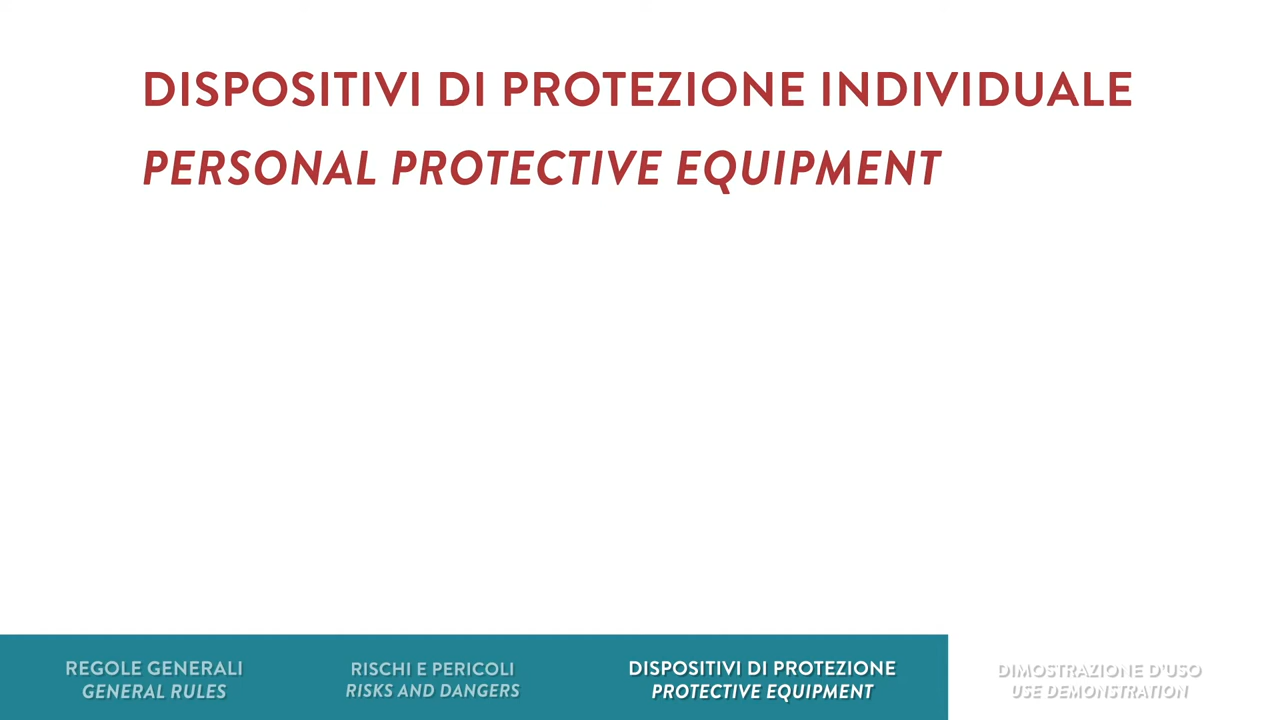 DISPOSITIVI DI PROTEZIONE INDIVIDUALE
PERSONAL PROTECTIVE EQUIPMENT
REGOLE GENERALI
GENERAL RULES
RISCHI E PERICOLI
RISKS AND DANGERS
DISPOSITIVI DI PROTEZIONE
PROTECTIVE EQUIPMENT
DIMOSTRAZIONE D'USO
USE DEMONSTRATION